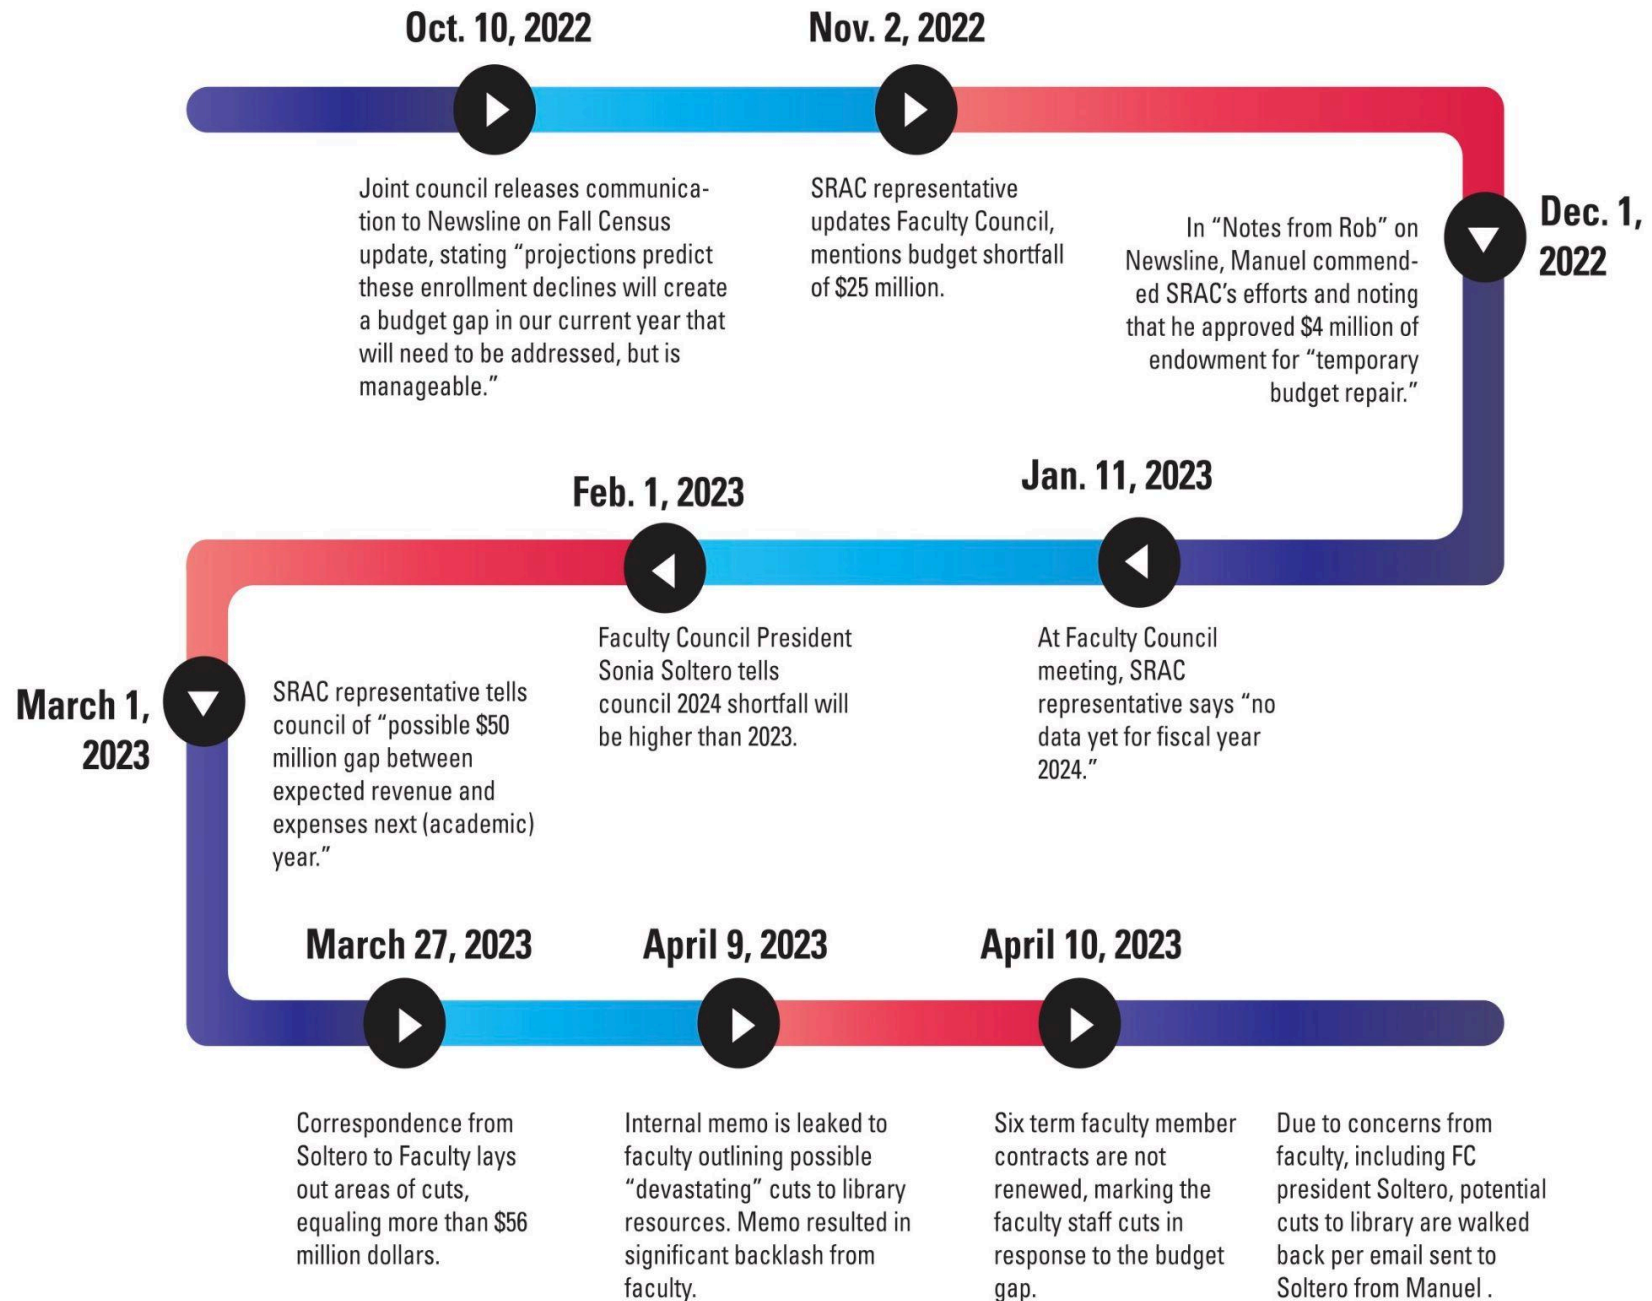 Oct. 10, 2022
Joint council releases communica-
tion to Newsline on Fall Census
update, stating “projections predict
these enrollment declines will create
a budget gap in our current year that
will need to be addressed, but is
manageable.”
Nov. 2, 2022
SRAC representative
updates Faculty Council,
mentions budget shortfall
of $25 million.
Dec. 1,
2022
In “Notes from Rob” on
Newsline, Manuel commend-
ed SRAC’s efforts and noting
that he approved $4 million of
endowment for “temporary
budget repair.”
Jan. 11, 2023
At Faculty Council
meeting, SRAC
representative says “no
data yet for fiscal year
2024.”
Feb. 1, 2023
Faculty Council President
Sonia Soltero tells
council 2024 shortfall will
be higher than 2023.
March 1,
2023
SRAC representative tells
council of “possible $50
million gap between
expected revenue and
expenses next (academic)
year.”
March 27, 2023
Correspondence from
Soltero to Faculty lays
out areas of cuts,
equaling more than $56
million dollars.
April 9, 2023
Internal memo is leaked to
faculty outlining possible
“devastating” cuts to library
resources. Memo resulted in
significant backlash from
faculty.
April 10, 2023
Six term faculty member
contracts are not
renewed, marking the
faculty staff cuts in
response to the budget
gap.
Due to concerns from
faculty, including FC
president Soltero, potential
cuts to library are walked
back per email sent to
Soltero from Manuel .